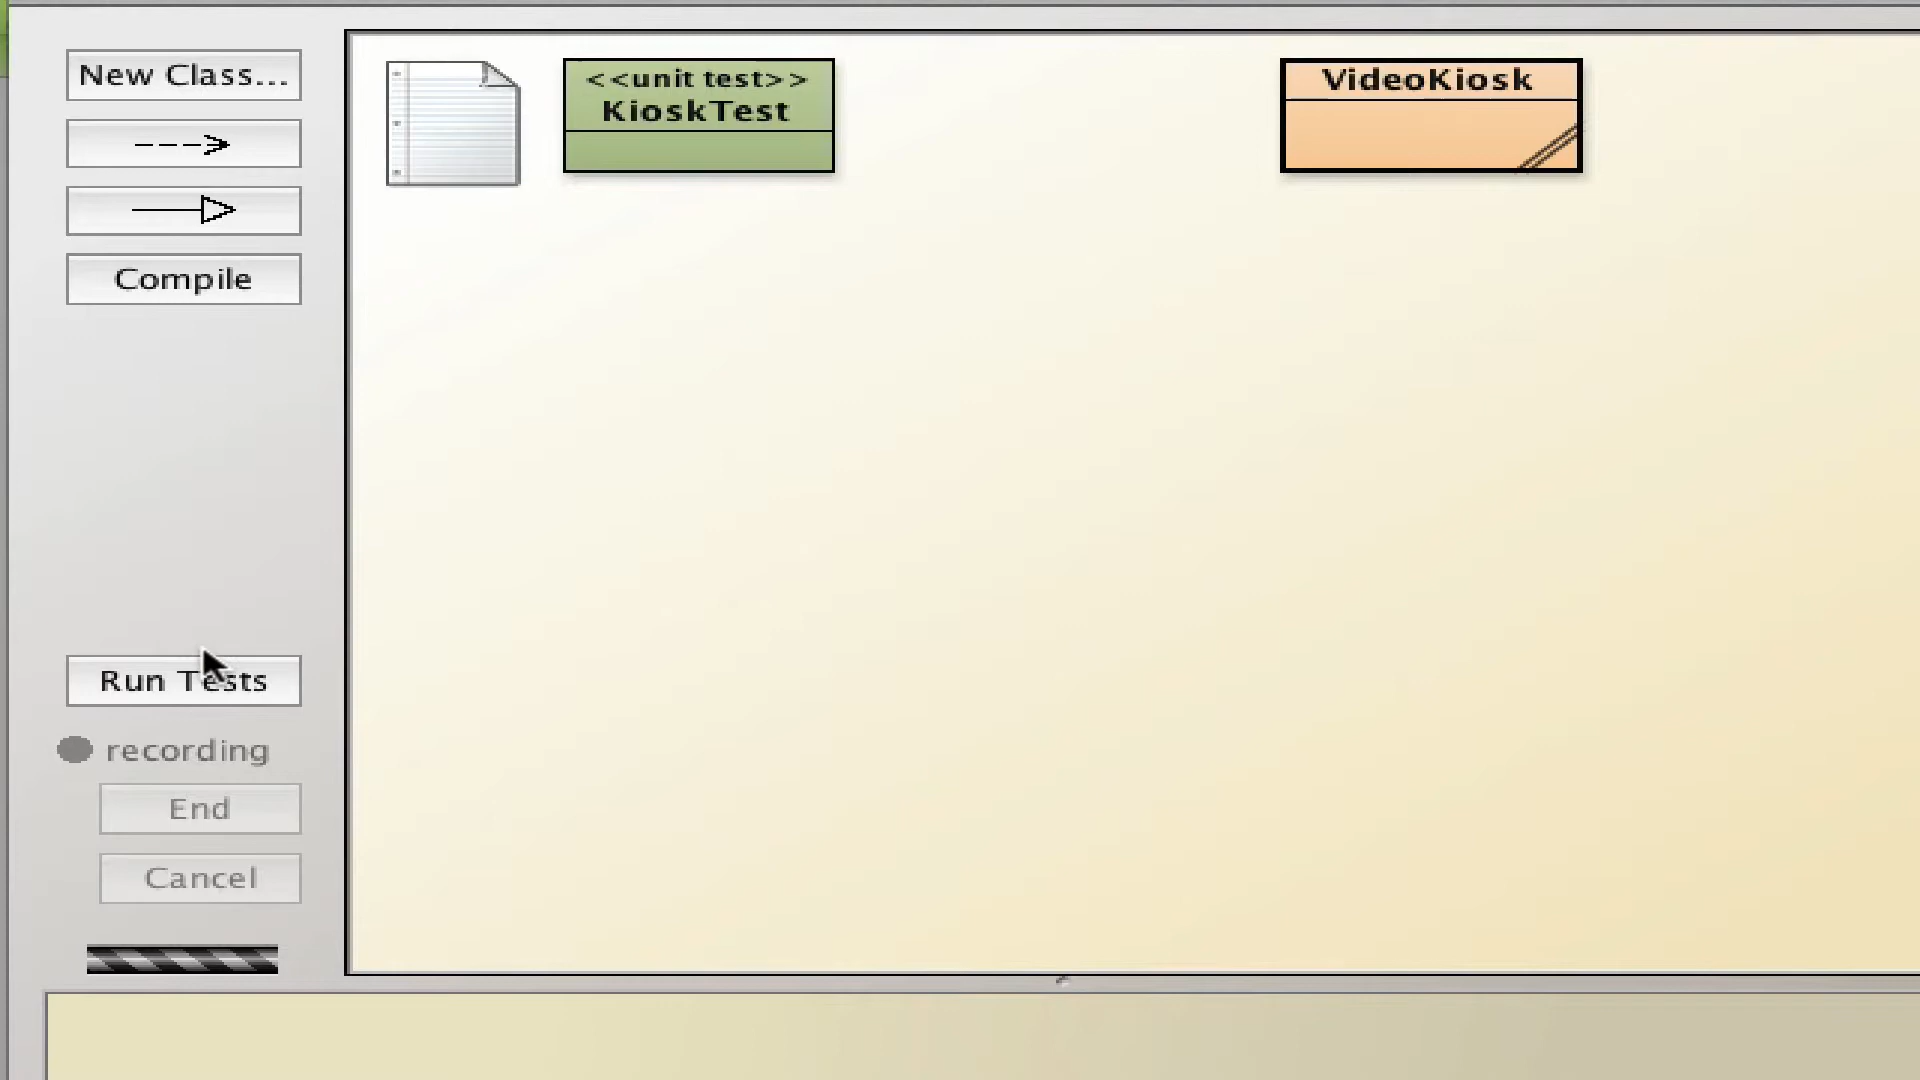 New Class...
Compile
Run Tests
recording
End
Cancel
<<unit test>>
KioskTest
VideoKiosk